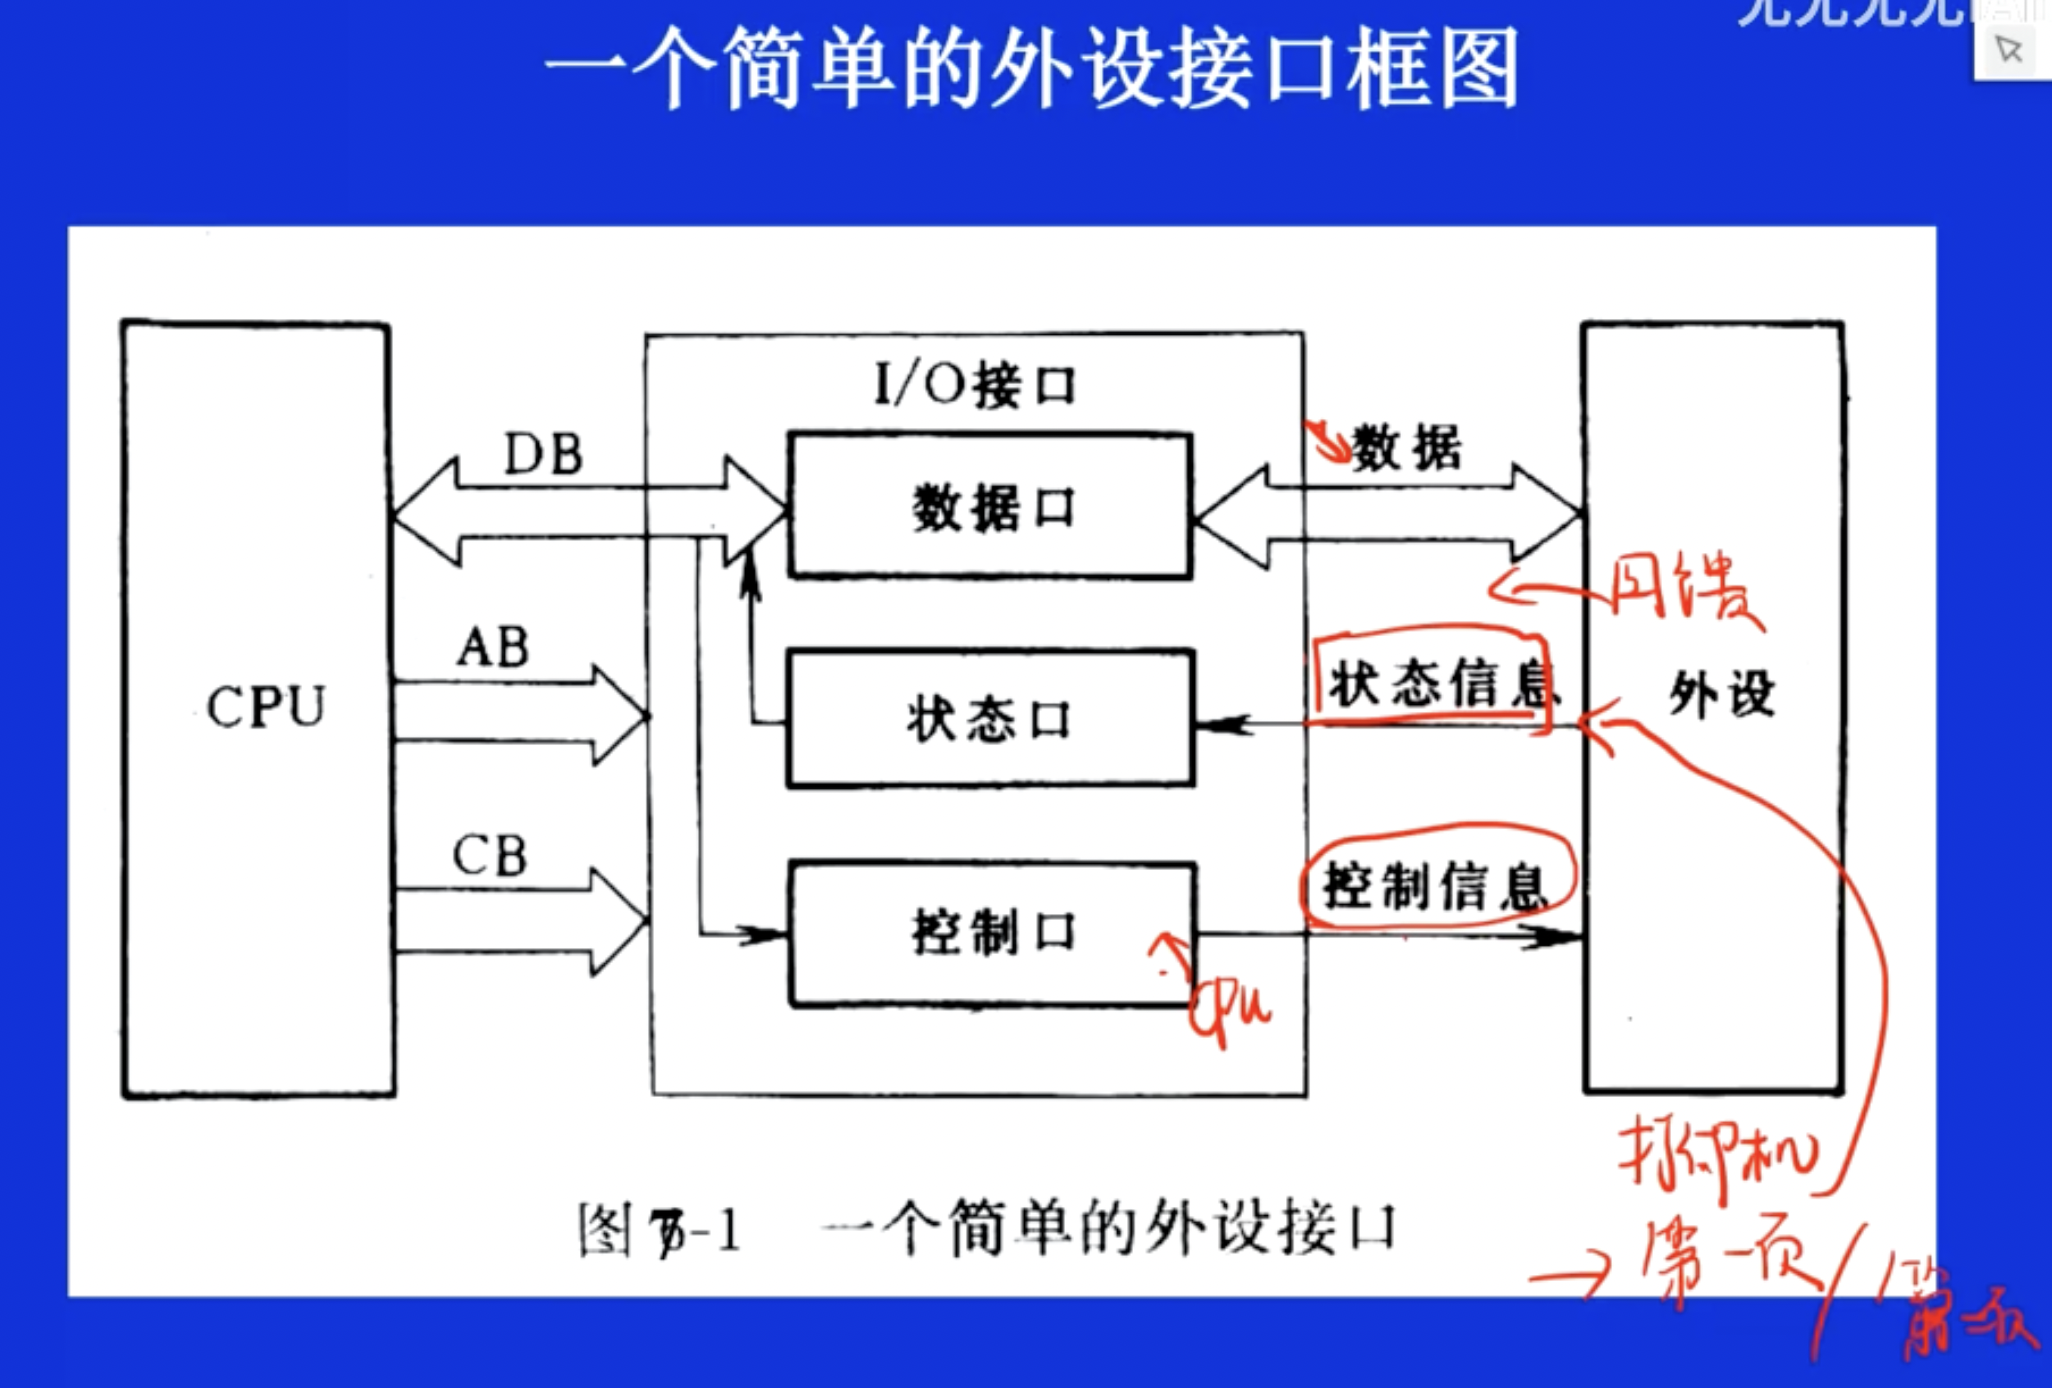 一个简单的外设接口框图
I/O接口
DB
数据口
数据
回馈
AB
CPU
状态口
状态信息
外设
CB
控制口
控制信息
CPU
打印机
图7-1 一个简单的外设接口
→第一页/